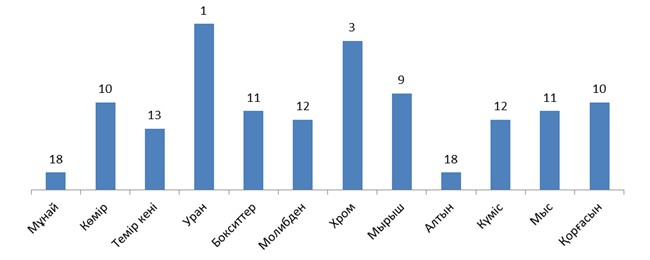 18
10
13
1
11
12
3
9
18
12
11
10
Мұнай
Көмір
Темір кені
Уран
Бокситтер
Молибден
Хром
Мырыш
Алтын
Күміс
Мыс
Қорғасын